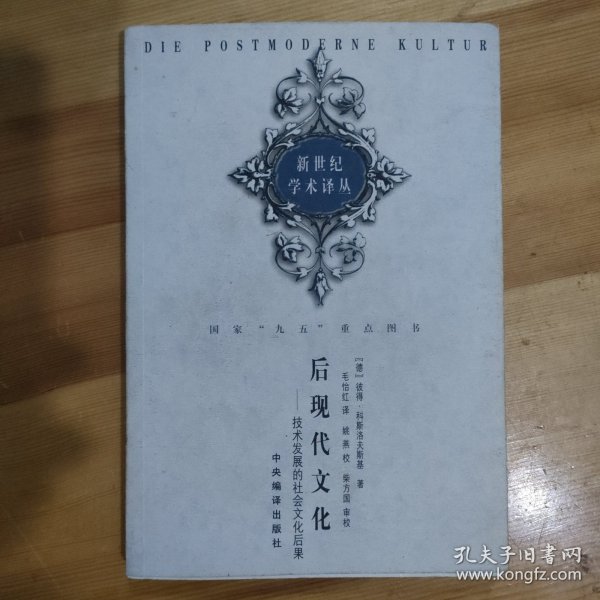 DIE POSTMODERNE KULTUR
新世纪
学术译丛
国家“九五”重点图书
[德]彼得·科斯洛夫斯基 著
毛怡红 译 姚燕 校 柴方国 审校
后现代文化
——技术发展的社会文化后果
中央编译出版社
孔夫子旧书网
www.kongfz.com